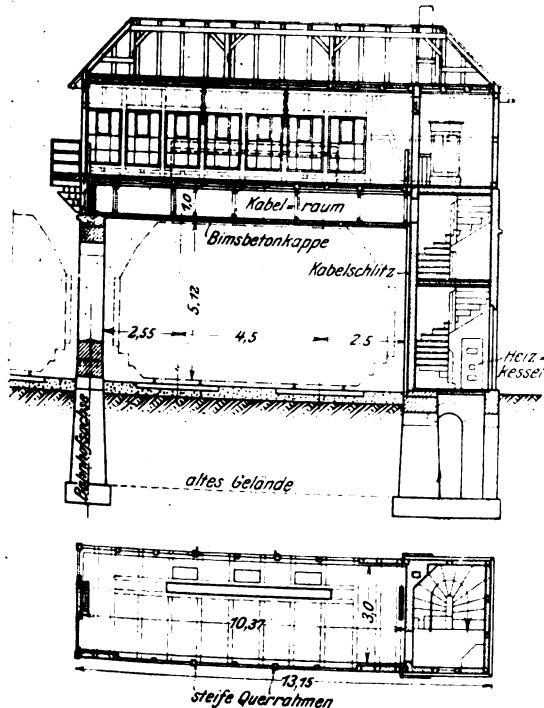 1.0
Kabel=raum
Bimsbetonkappe
Kabelschlitz
5,12
2,55
4,5
2.5
Heiz=
kessel
Bahnhofsachse
altes Gelände
10,37
3,0
13,15
steife Querrahmen